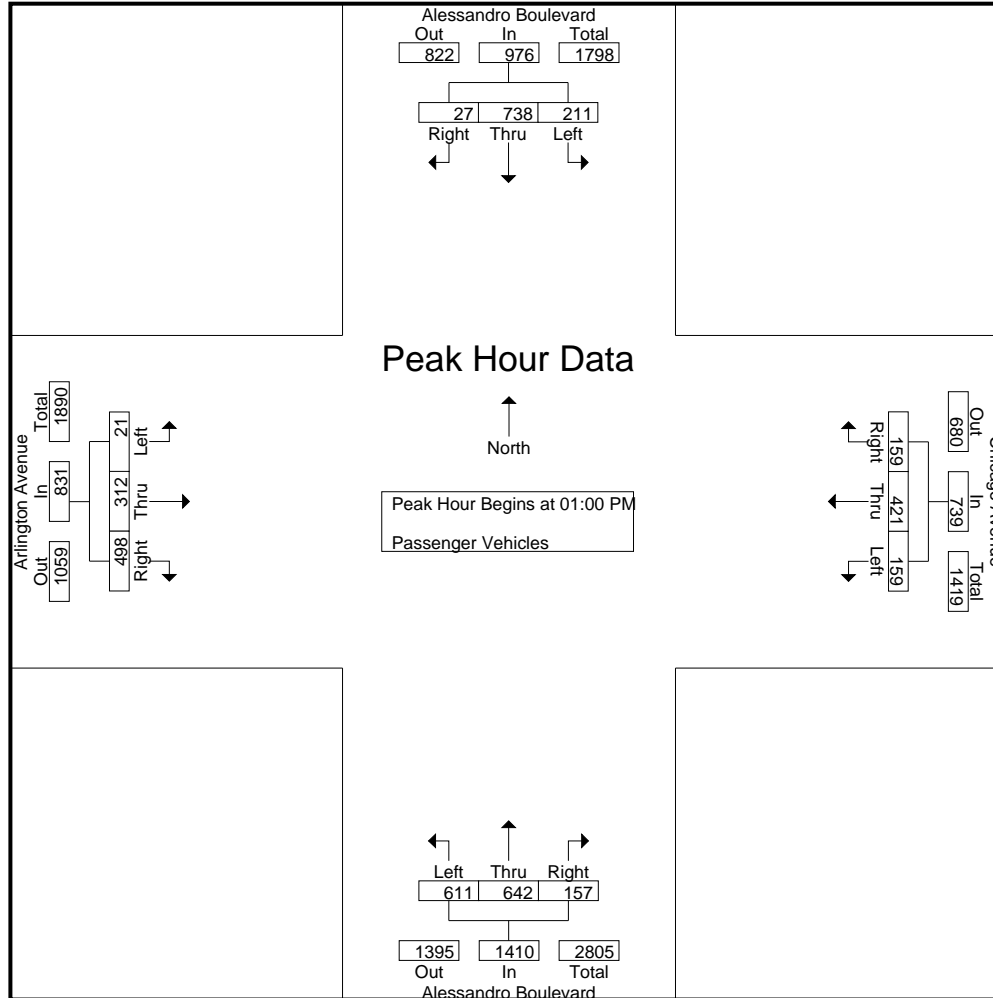 Alessandro Boulevard
Out In Total
822 976 1798
27 738 211
Right Thru Left
Peak Hour Data
North
Peak Hour Begins at 01:00 PM
Passenger Vehicles
Arlington Avenue
Total In Out
1890 831 1059
21 312 498
Left Thru Right
Out In Total
680 739 1419
159 421 159
Right Thru Left
Left Thru Right
611 642 157
1395 1410 2805
Out In Total
Alessandro Boulevard